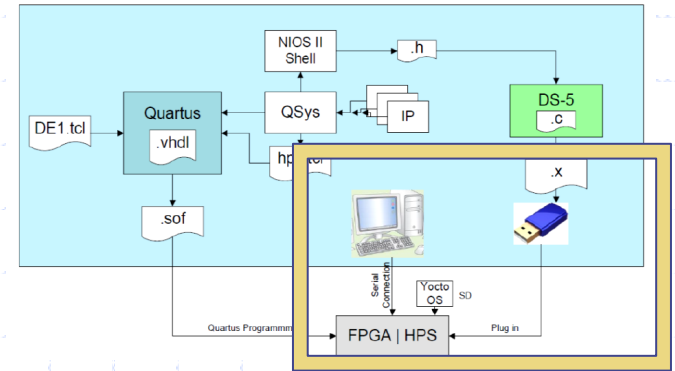 NIOS II
Shell
.h
DS-5
.c
Quartus
.vhdl
QSys
IP
DE1.tcl
.x
.sof
Serial
Connection
Yocto
OS
SD
Plug in
FPGA | HPS
Quartus